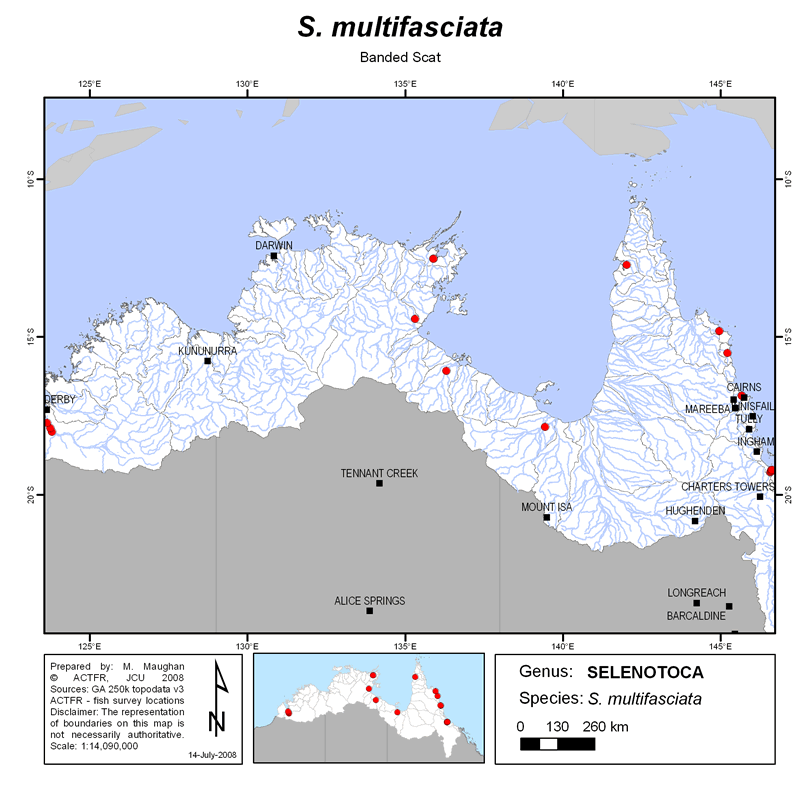 S. multifasciata
Banded Scat
125°E 130°E 135°E 140°E 145°E
10°S 10°S
DARWIN
15°S 15°S
KUNUNURRA
CAIRNS
DERBY
MAREEBA
INNISFAIL
TULLY
INGHAM
TENNANT CREEK
CHARTERS TOWERS
20°S 20°S
MOUNT ISA
HUGHENDEN
LONGREACH
ALICE SPRINGS
BARCALDINE
125°E 130°E 135°E 140°E 145°E
Prepared by: M. Maughan
© ACTFR, JCU 2008
Sources: GA 250k topodata v3
ACTFR - fish survey locations
Disclaimer: The representation
of boundaries on this map is
not necessarily authoritative.
Scale: 1:14,090,000
N
14-July-2008
Genus: SELENOTOCA
Species: S. multifasciata
0 130 260 km